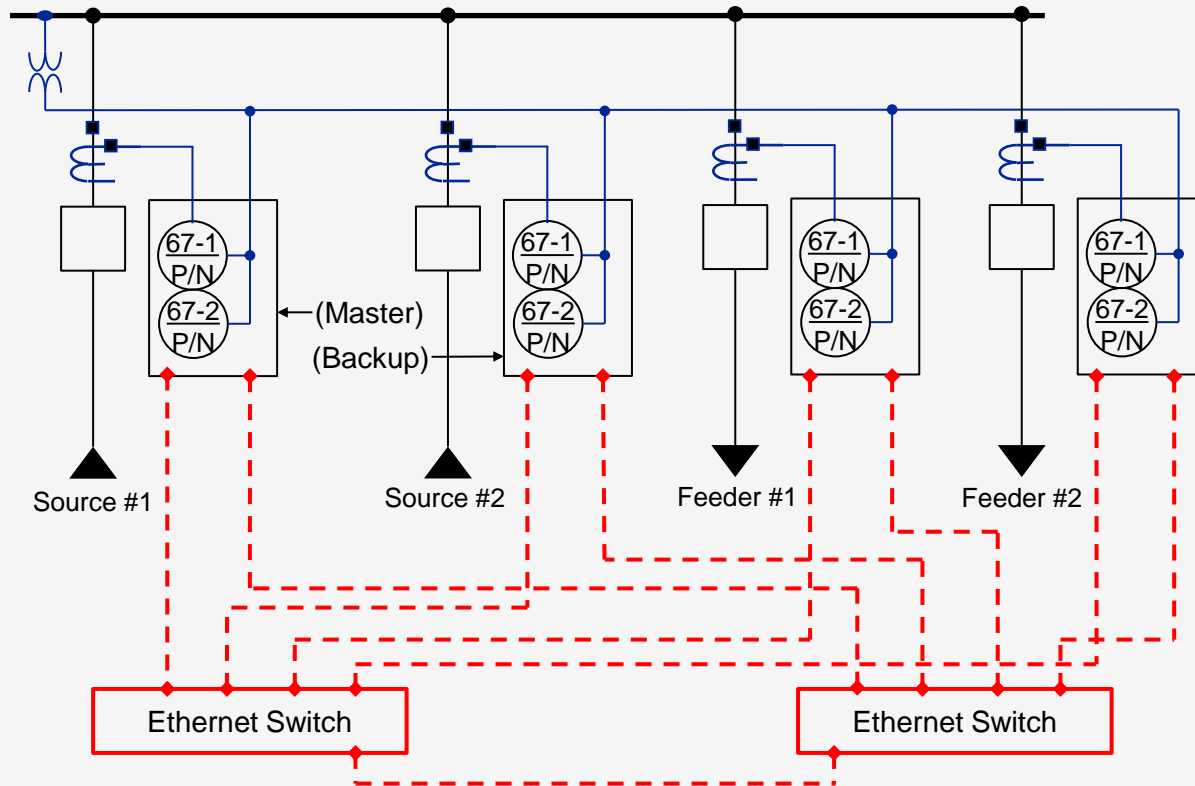 67-1
P/N
67-2
P/N
67-1
P/N
67-2
P/N
67-1
P/N
67-2
P/N
67-1
P/N
67-2
P/N
(Master)
(Backup)
Source #1
Source #2
Feeder #1
Feeder #2
Ethernet Switch
Ethernet Switch